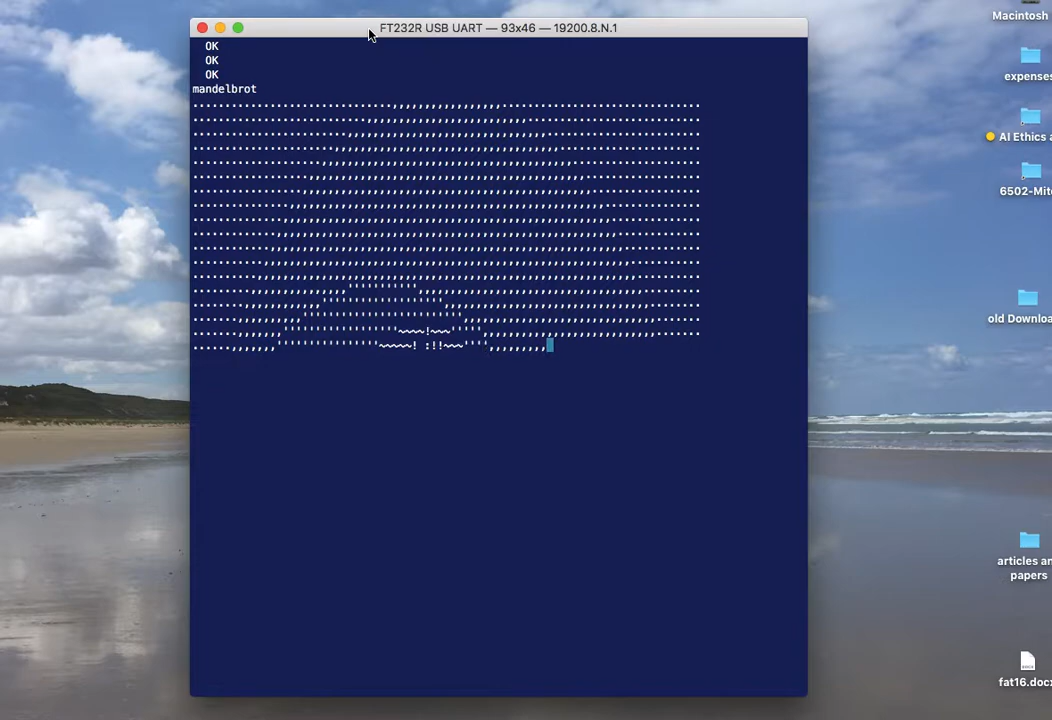 FT232R USB UART — 93x46 — 19200.8.N.1
OK
OK
OK
mandelbrot
Macintosh
expenses
AI Ethics a
6502-Mit
old Downloa
articles an
papers
fat16.docx